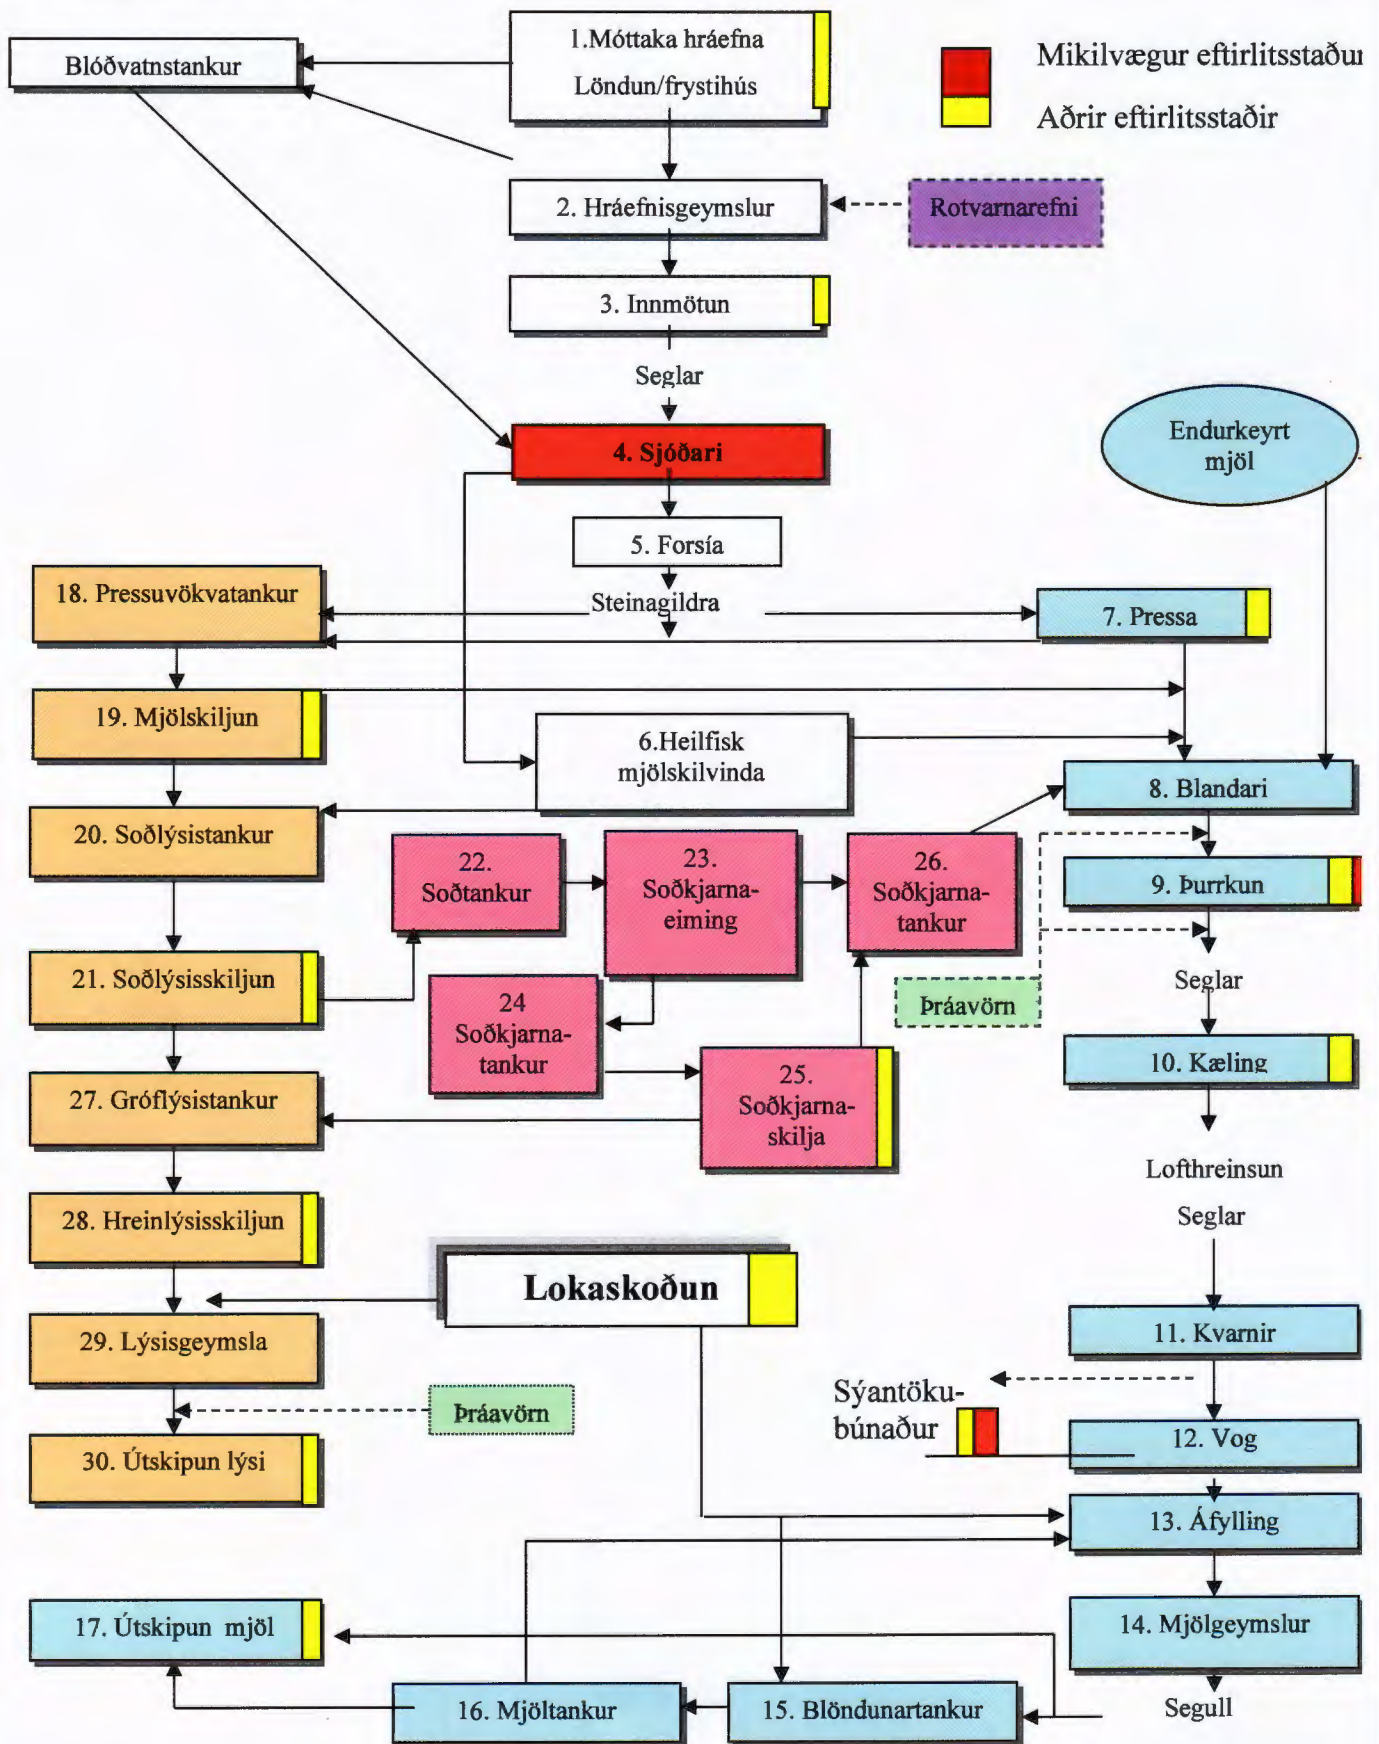 1.Móttaka hráefna
Löndun/frystihús
Blóðvatnstankur
Mikilvægur eftirlitsstaður
Aðrir eftirlitsstaðir
2. Hráefnisgeymslur
Rotvarnarefni
3. Innmötun
Seglar
4. Sjóðari
Endurkeyrt
mjöl
5. Forsía
18. Pressuvökvatankur
Steinagildra
7. Pressa
19. Mjölskiljun
6.Heilfisk
mjölskilvinda
8. Blandari
20. Soðlýsistankur
22.
Soðtankur
23.
Soðkjarna-
eiming
26.
Soðkjarna-
tankur
9. Þurrkun
21. Soðlýsisskiljun
24
Soðkjarna-
tankur
Þráavörn
Seglar
10. Kæling
27. Gróflýsistankur
25.
Soðkjarna-
skilja
Lofthreinsun
Seglar
28. Hreinlýsisskiljun
Lokaskoðun
29. Lýsisgeymsla
11. Kvarnir
Þráavörn
Sýantöku-
búnaður
12. Vog
30. Útskipun lýsi
13. Áfylling
17. Útskipun mjöl
14. Mjölgeymslur
16. Mjöltankur
15. Blöndunartankur
Segull